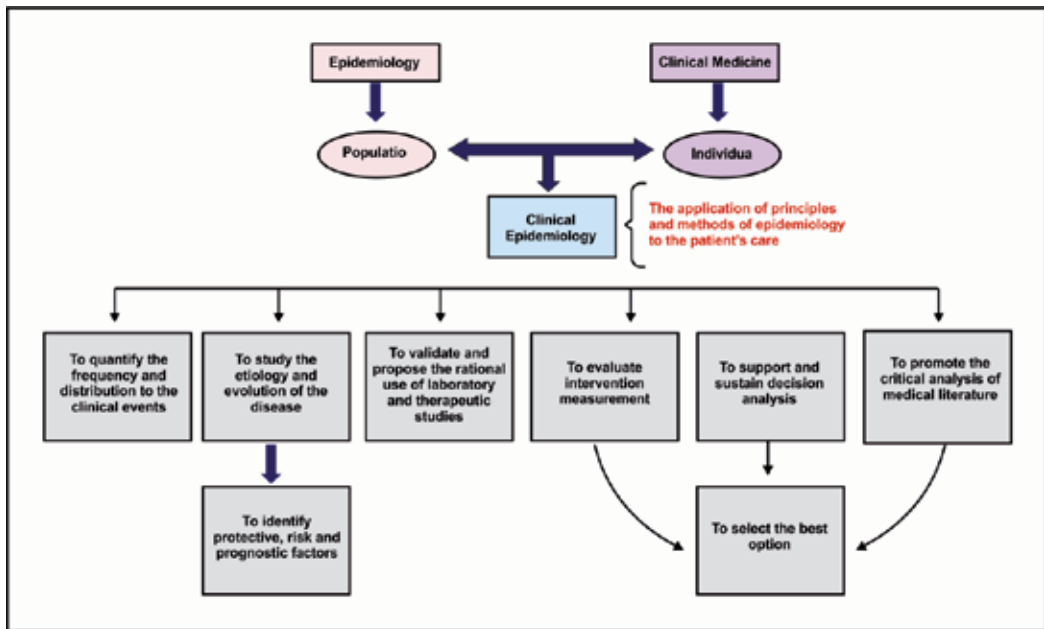 Epidemiology
Clinical Medicine
Populatio
Individua
Clinical
Epidemiology
The application of principles
and methods of epidemiology
to the patient's care
To quantify the
frequency and
distribution to the
clinical events
To study the
etiology and
evolution of the
disease
To validate and
propose the rational
use of laboratory
and therapeutic
studies
To evaluate
intervention
measurement
To support and
sustain decision
analysis
To promote the
critical analysis of
medical literature
To identify
protective, risk and
prognostic factors
To select the best
option